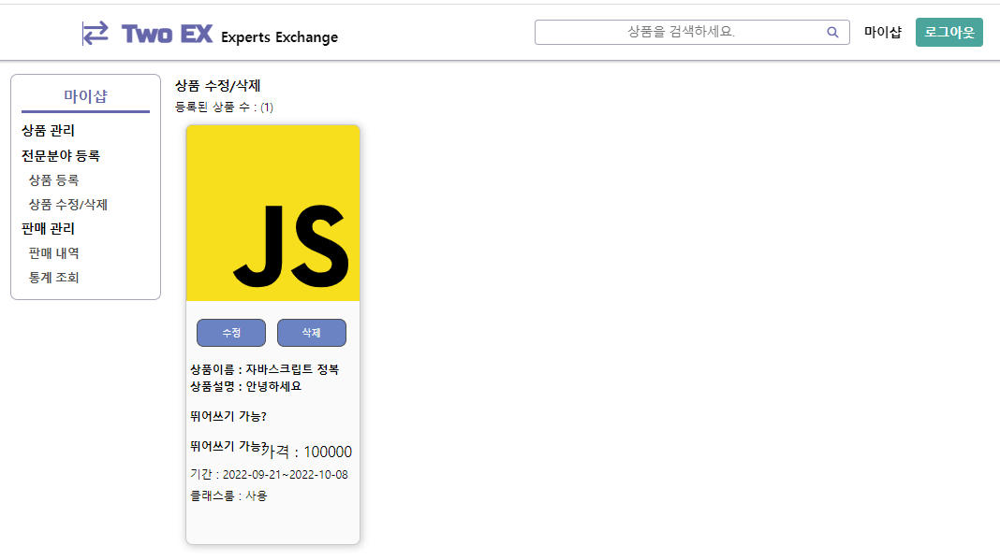 Two EX Experts Exchange
상품을 검색하세요.
마이샵
로그아웃
마이샵
상품 관리
전문분야 등록
상품 등록
상품 수정/삭제
판매 관리
판매 내역
통계 조회
상품 수정/삭제
등록된 상품 수 : (1)
JS
수정
삭제
상품이름 : 자바스크립트 정복
상품설명 : 안녕하세요
뛰어쓰기 가능?
뛰어쓰기 가능?
가격 : 100000
기간 : 2022-09-21~2022-10-08
클래스룸 : 사용